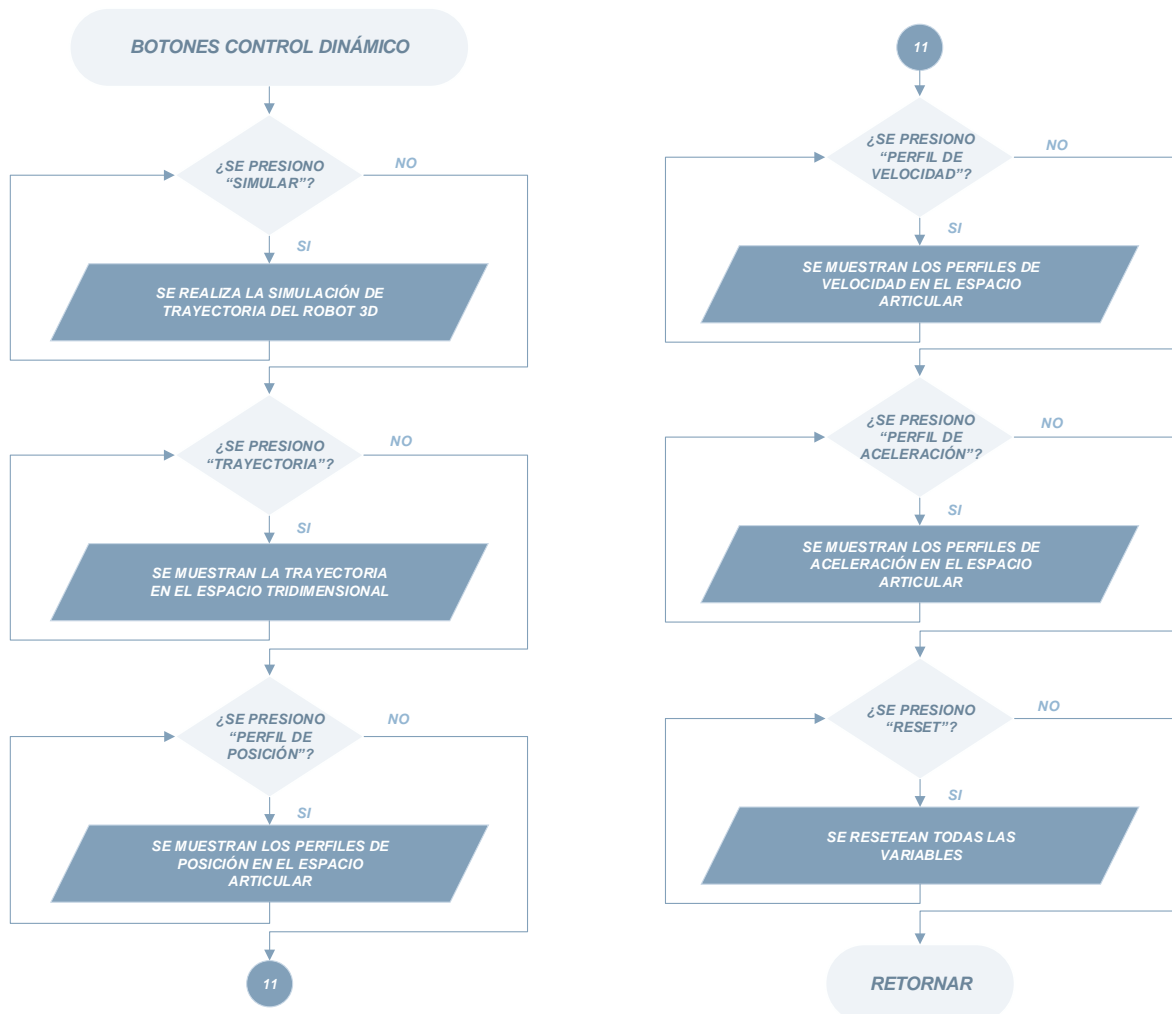 BOTONES CONTROL DINÁMICO
¿SE PRESIONO
“SIMULAR”?
NO
SI
SE REALIZA LA SIMULACIÓN DE
TRAYECTORIA DEL ROBOT 3D
¿SE PRESIONO
“TRAYECTORIA”?
NO
SI
SE MUESTRAN LA TRAYECTORIA
EN EL ESPACIO TRIDIMENSIONAL
¿SE PRESIONO
“PERFIL DE
POSICIÓN”?
NO
SI
SE MUESTRAN LOS PERFILES DE
POSICIÓN EN EL ESPACIO
ARTICULAR
11
11
¿SE PRESIONO
“PERFIL DE
VELOCIDAD”?
NO
SI
SE MUESTRAN LOS PERFILES DE
VELOCIDAD EN EL ESPACIO
ARTICULAR
¿SE PRESIONO
“PERFIL DE
ACELERACIÓN”?
NO
SI
SE MUESTRAN LOS PERFILES DE
ACELERACIÓN EN EL ESPACIO
ARTICULAR
¿SE PRESIONO
“RESET”?
NO
SI
SE RESETEAN TODAS LAS
VARIABLES
RETORNAR